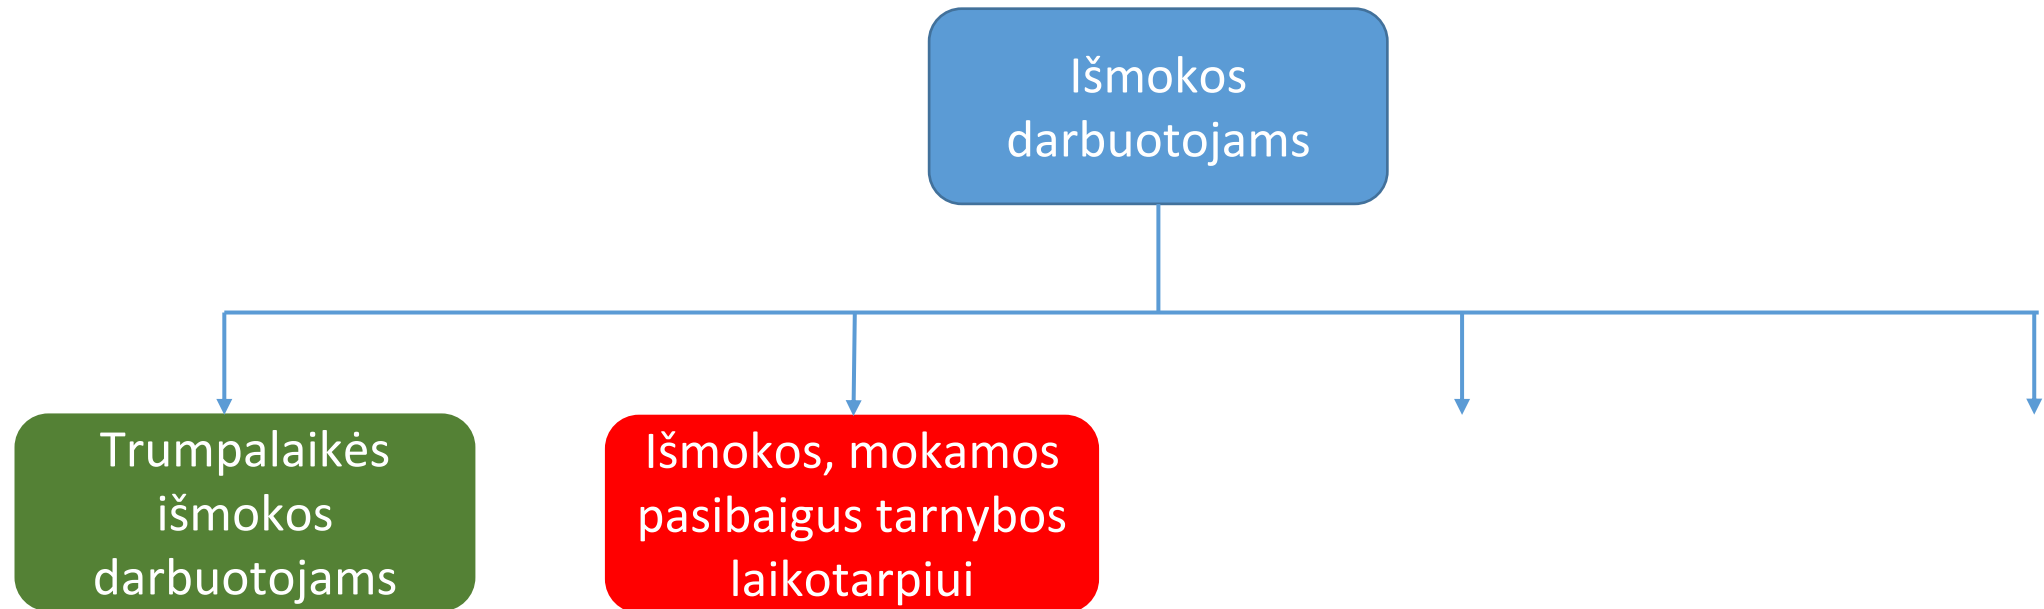 Išmokos
darbuotojams
Trumpalaikės
išmokos
darbuotojams
Išmokos, mokamos
pasibaigus tarnybos
laikotarpiui